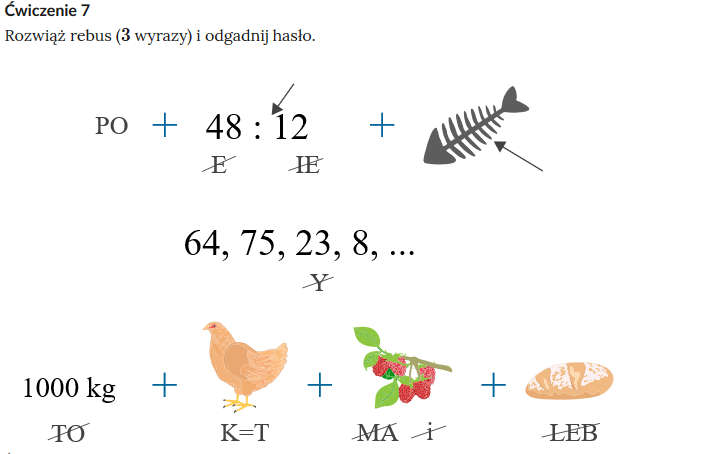 Ćwiczenie 7
Rozwiąż rebus (3 wyrazy) i odgadnij hasło.
PO + 48 : 12 +
E IE
64, 75, 23, 8, ...
Y
1000 kg + + +
TO K=T MA i ŁEB